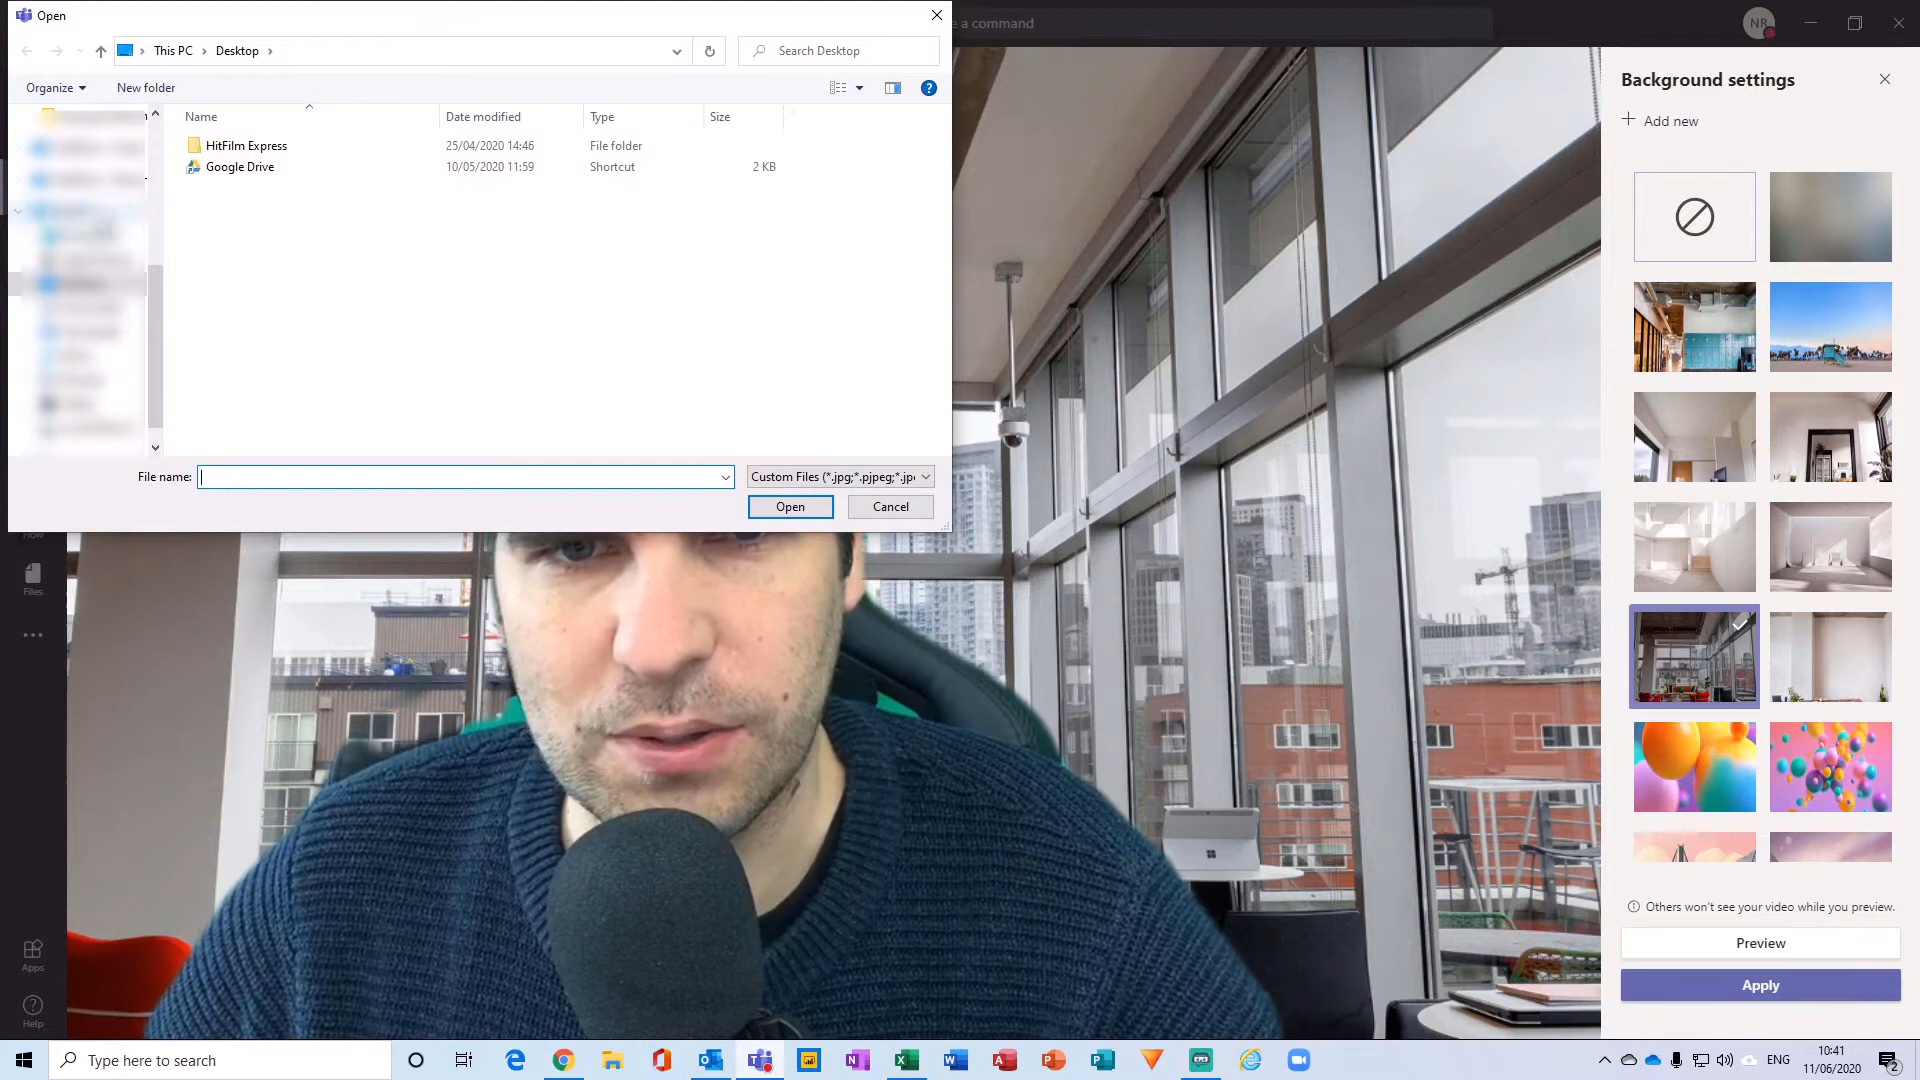 Open
This PC > Desktop >
Search Desktop
Organize
New folder
Name
Date modified
Type
Size
HitFilm Express
25/04/2020 14:46
File folder
Google Drive
10/05/2020 11:59
Shortcut
2 KB
File name:
Custom Files (*.jpg;*.pjpeg;*.jp
Open
Cancel
e a command
NR
Background settings
Add new
Files
Apps
Help
Others won't see your video while you preview.
Preview
Apply
Type here to search
ENG
10:41
11/06/2020
2